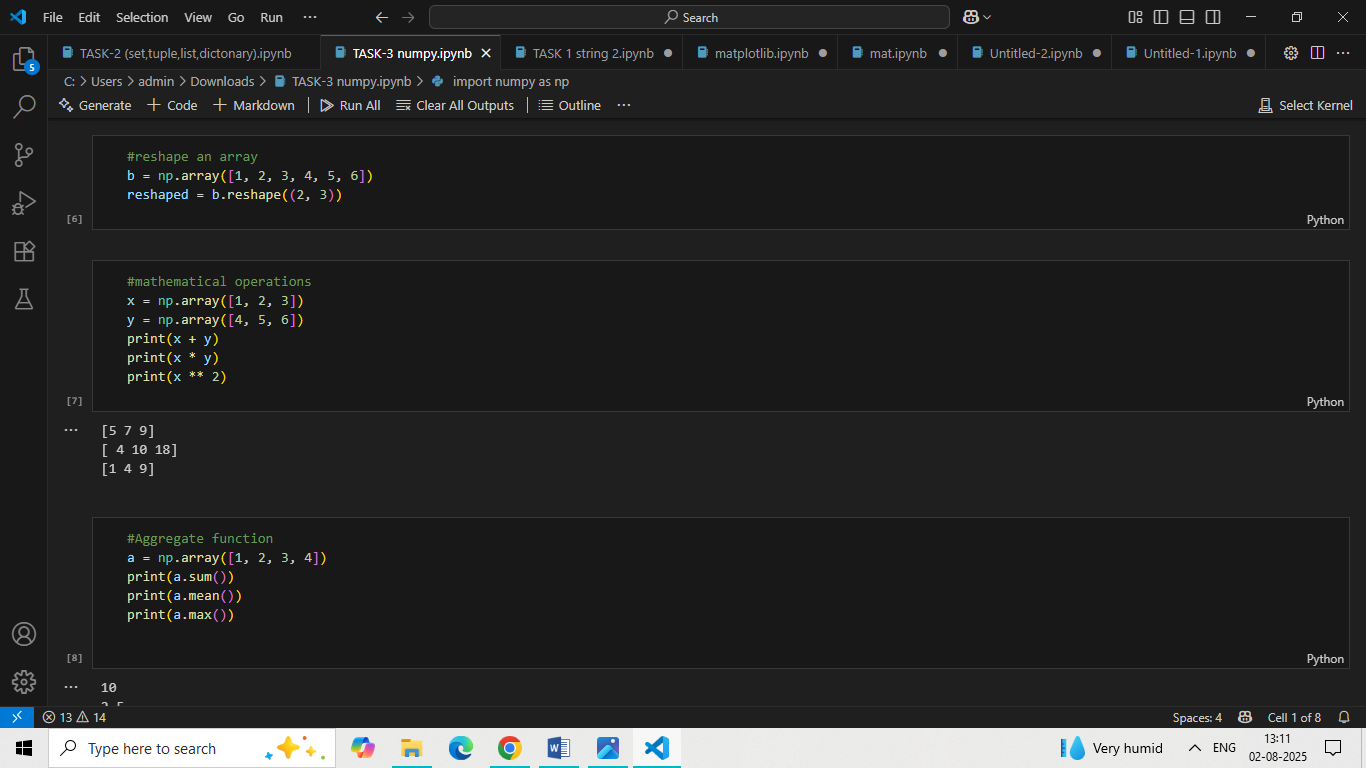 File Edit Selection View Go Run ··· Search
5
TASK-2 (set,tuple,list,dictonary).ipynb TASK-3 numpy.ipynb TASK 1 string 2.ipynb matplotlib.ipynb mat.ipynb Untitled-2.ipynb Untitled-1.ipynb
C: > Users > admin > Downloads > TASK-3 numpy.ipynb > import numpy as np
Generate + Code + Markdown | Run All Clear All Outputs | Outline ··· Select Kernel
#reshape an array
b = np.array([1, 2, 3, 4, 5, 6])
reshaped = b.reshape((2, 3))
[6] Python
#mathematical operations
x = np.array([1, 2, 3])
y = np.array([4, 5, 6])
print(x + y)
print(x * y)
print(x ** 2)
[7] Python
[5 7 9]
[ 4 10 18]
[1 4 9]
#Aggregate function
a = np.array([1, 2, 3, 4])
print(a.sum())
print(a.mean())
print(a.max())
[8] Python
10
13 14 Spaces: 4 Cell 1 of 8
Type here to search Very humid ENG 13:11
02-08-2025